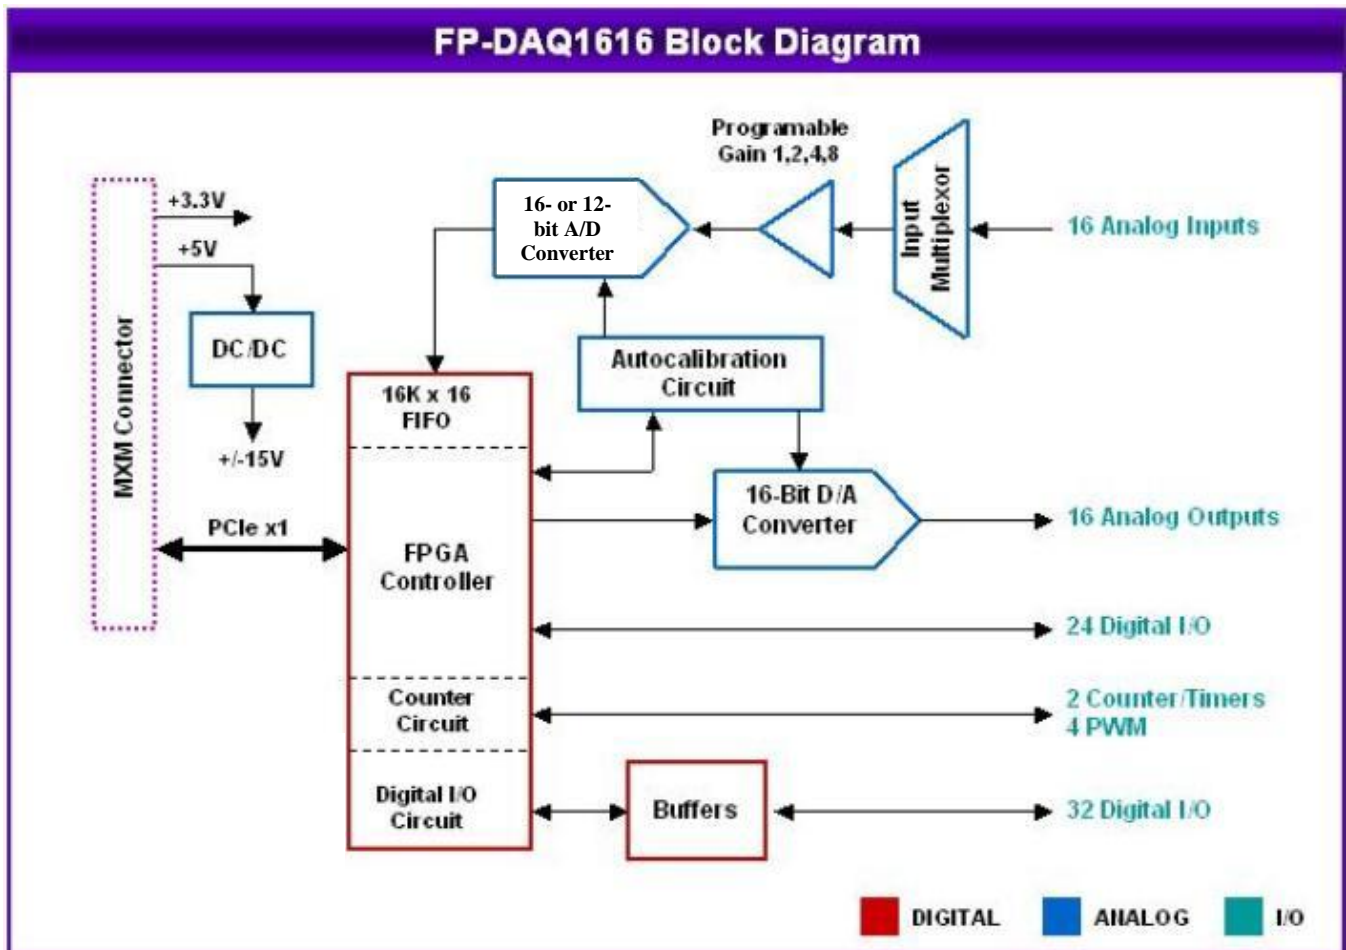 FP-DAQ1616 Block Diagram
Programable
Gain 1,2,4,8
+3.3V
+5V
16- or 12-
bit A/D
Converter
Input
Multiplexor
16 Analog Inputs
MXM Connector
DC/DC
Autocalibration
Circuit
16K x 16
FIFO
+/-15V
16-Bit D/A
Converter
16 Analog Outputs
PCIe x1
FPGA
Controller
24 Digital I/O
Counter
Circuit
2 Counter/Timers
4 PWM
Digital I/O
Circuit
Buffers
32 Digital I/O
DIGITAL
ANALOG
I/O